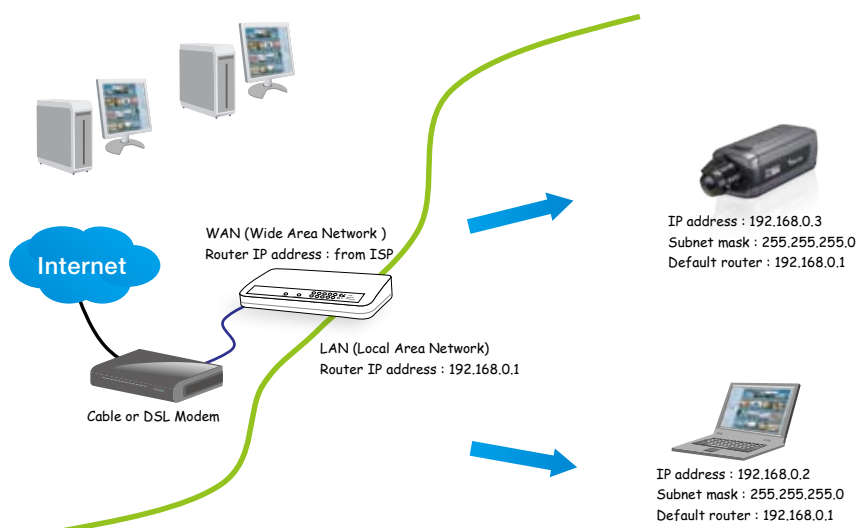 WAN (Wide Area Network )
Router IP address : from ISP
Internet
LAN (Local Area Network)
Router IP address : 192.168.0.1
Cable or DSL Modem
IP address : 192.168.0.3
Subnet mask : 255.255.255.0
Default router : 192.168.0.1
IP address : 192.168.0.2
Subnet mask : 255.255.255.0
Default router : 192.168.0.1